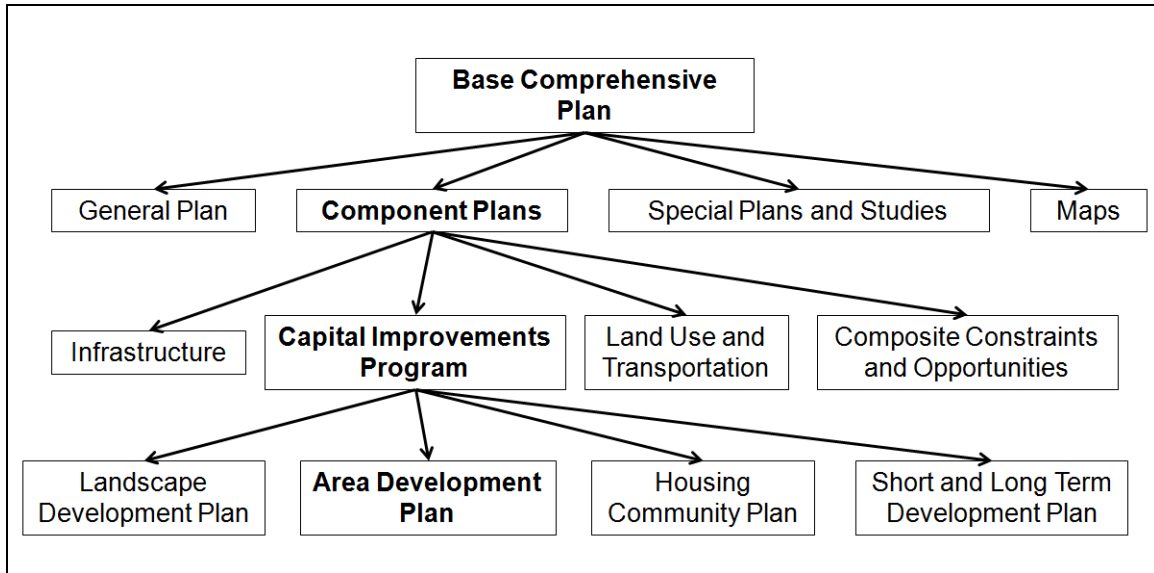 Base Comprehensive
Plan
General Plan
Component Plans
Special Plans and Studies
Maps
Infrastructure
Capital Improvements
Program
Land Use and
Transportation
Composite Constraints
and Opportunities
Landscape
Development Plan
Area Development
Plan
Housing
Community Plan
Short and Long Term
Development Plan